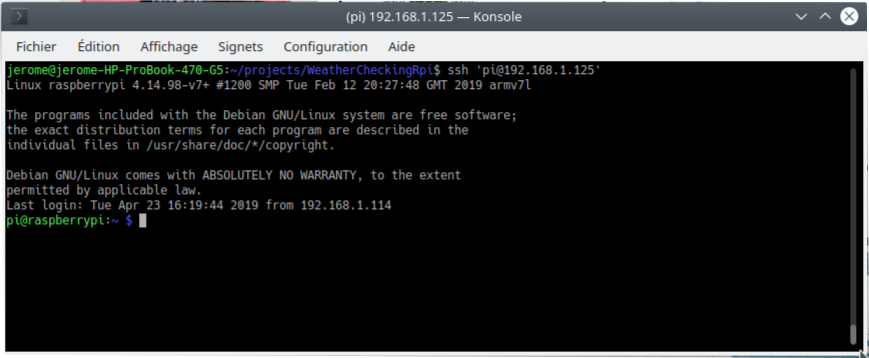 (pi) 192.168.1.125 — Konsole
Fichier Édition Affichage Signets Configuration Aide
jerome@jerome-HP-ProBook-470-G5:~/projects/WeatherCheckingRpi$ ssh 'pi@192.168.1.125'
Linux raspberrypi 4.14.98-v7+ #1200 SMP Tue Feb 12 20:27:48 GMT 2019 armv7l
The programs included with the Debian GNU/Linux system are free software;
the exact distribution terms for each program are described in the
individual files in /usr/share/doc/*/copyright.
Debian GNU/Linux comes with ABSOLUTELY NO WARRANTY, to the extent
permitted by applicable law.
Last login: Tue Apr 23 16:19:44 2019 from 192.168.1.114
pi@raspberrypi:~ $